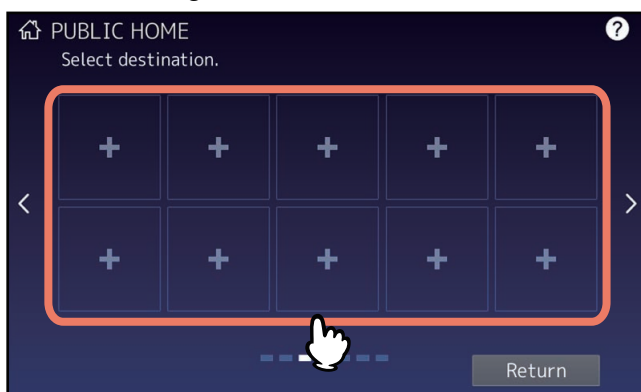 PUBLIC HOME
?
Select destination.
+ + + + +
< >
+ + + + +
Return